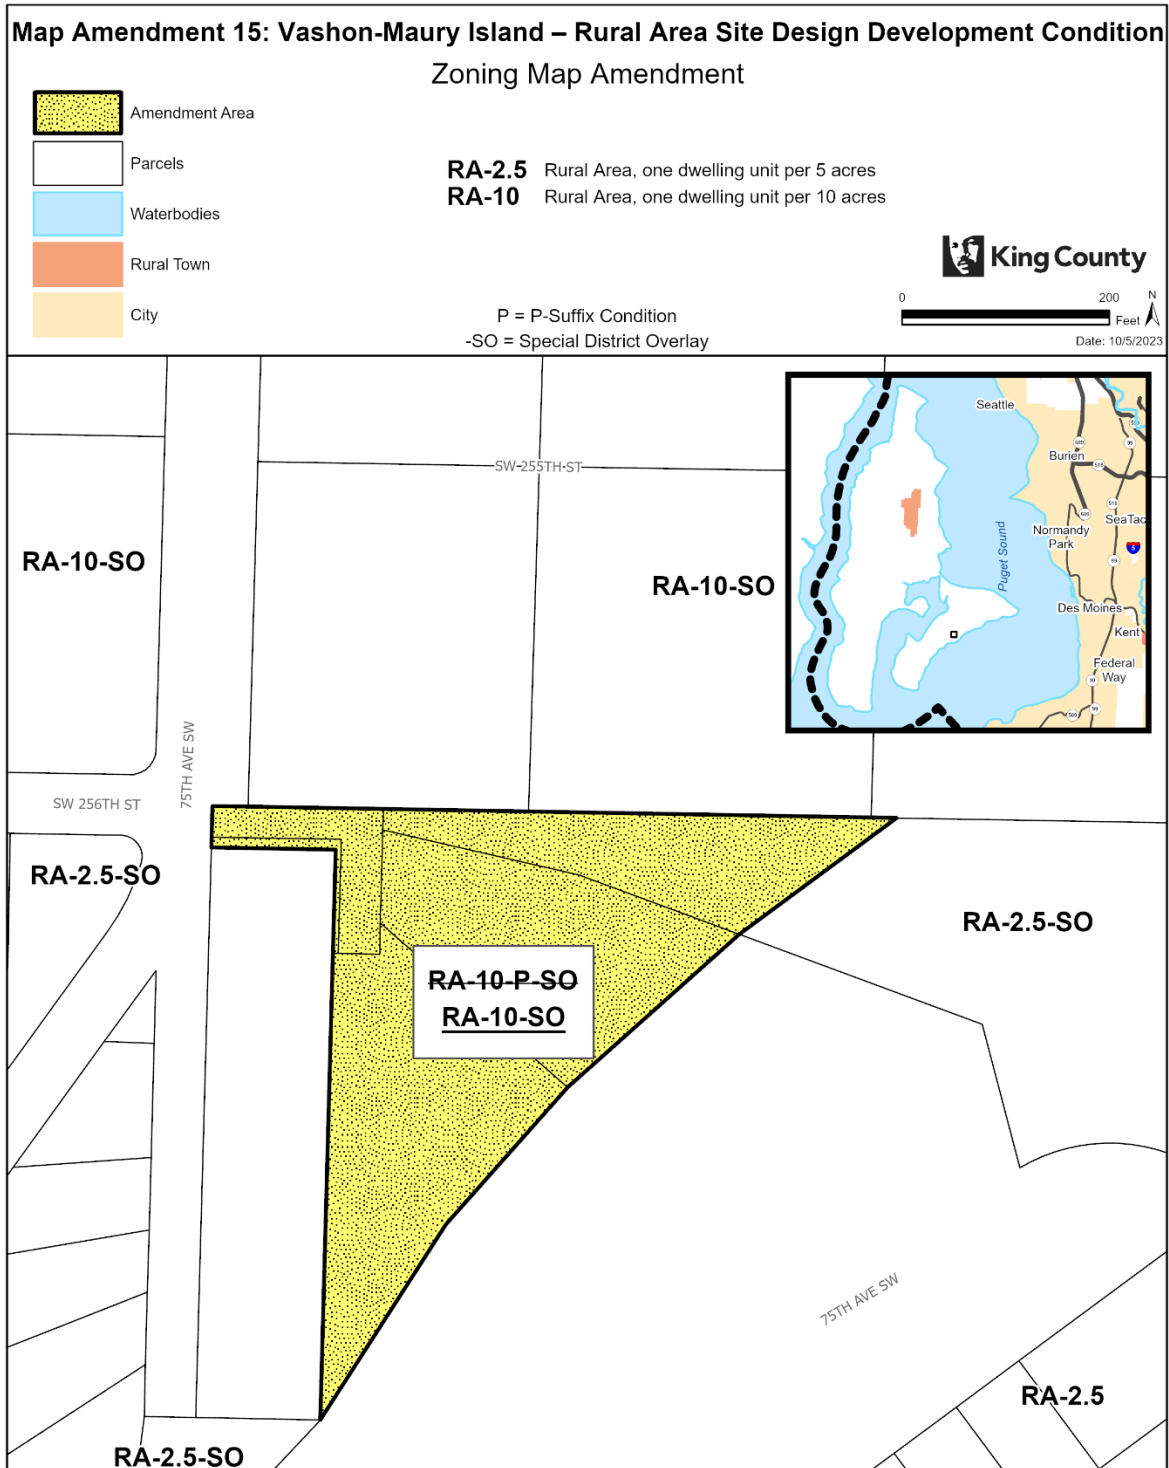 Map Amendment 15: Vashon-Maury Island – Rural Area Site Design Development Condition
Zoning Map Amendment
Amendment Area
Parcels
Waterbodies
Rural Town
City
RA-2.5 Rural Area, one dwelling unit per 5 acres
RA-10 Rural Area, one dwelling unit per 10 acres
P = P-Suffix Condition
-SO = Special District Overlay
King County
0 200
Feet
N
Date: 10/5/2023
Seattle
Burien
Normandy
Park
SeaTac
Puget Sound
Des Moines
Kent
Federal
Way
509
518
99
5
SW 255TH ST
RA-10-SO
RA-10-SO
75TH AVE SW
SW 256TH ST
RA-2.5-SO
RA-2.5-SO
RA-10-P-SO
RA-10-SO
75TH AVE SW
RA-2.5
RA-2.5-SO